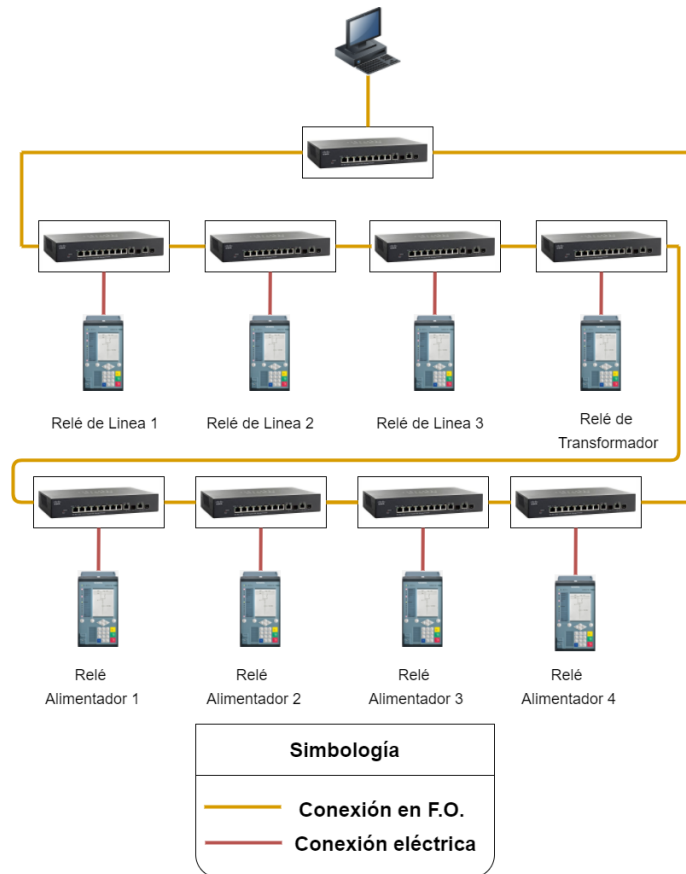 Relé de Linea 1
Relé de Linea 2
Relé de Linea 3
Relé de
Transformador
Relé
Alimentador 1
Relé
Alimentador 2
Relé
Alimentador 3
Relé
Alimentador 4
Simbología
Conexión en F.O.
Conexión eléctrica